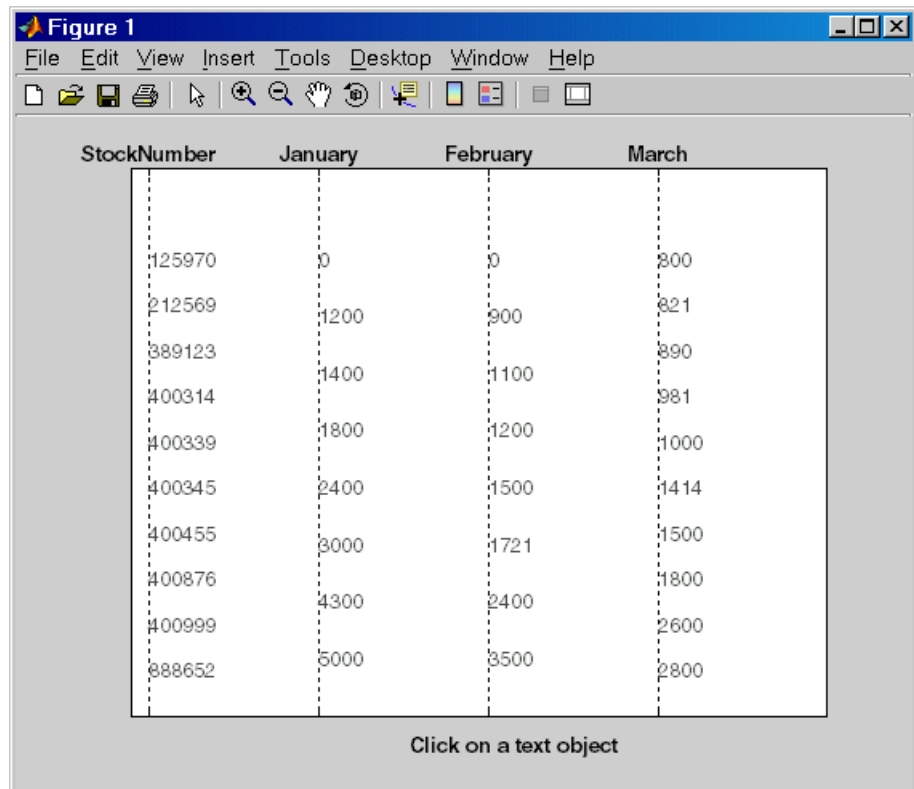 Figure 1
File Edit View Insert Tools Desktop Window Help
StockNumber January February March
125970 0 0 800
212569 821
1200 900
389123 890
1400 1100
400314 981
1800 1200
400339 1000
400345 2400 1500 1414
400455 1500
3000 1721
400876 1800
4300 2400
400999 2600
5000 3500
888652 2800
Click on a text object